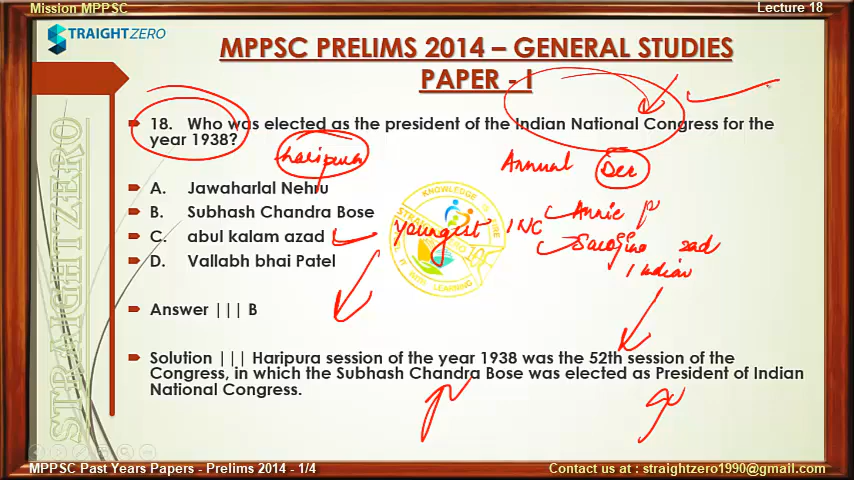 Mission MPPSC
Lecture 18
STRAIGHTZERO
MPPSC PRELIMS 2014 – GENERAL STUDIES
PAPER - I
18. Who was elected as the president of the Indian National Congress for the
year 1938?
haripura
Annual Dec
A. Jawaharlal Nehru
B. Subhash Chandra Bose
C. abul kalam azad
D. Vallabh bhai Patel
Youngest INC
Annie
Indian
Answer ||| B
Solution ||| Haripura session of the year 1938 was the 52th session of the
Congress, in which the Subhash Chandra Bose was elected as President of Indian
National Congress.
STRAIGHTZERO
MPPSC Past Years Papers - Prelims 2014 - 1/4
Contact us at : straightzero1990@gmail.com